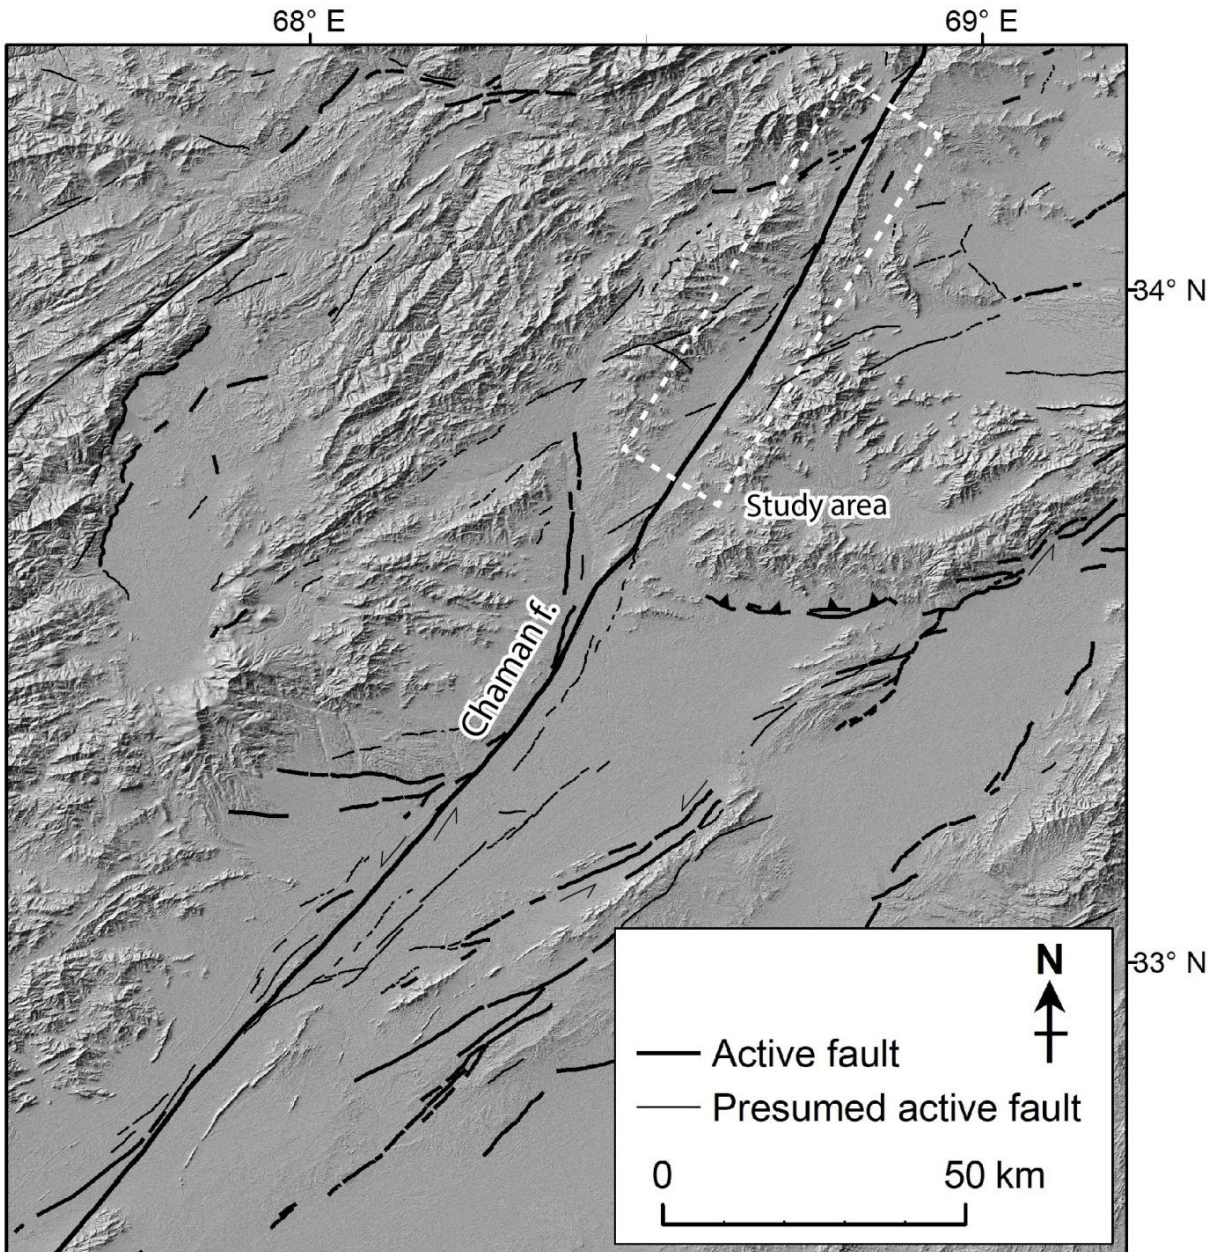 68° E
69° E
34° N
Study area
Chaman f.
33° N
N
Active fault
Presumed active fault
0
50 km